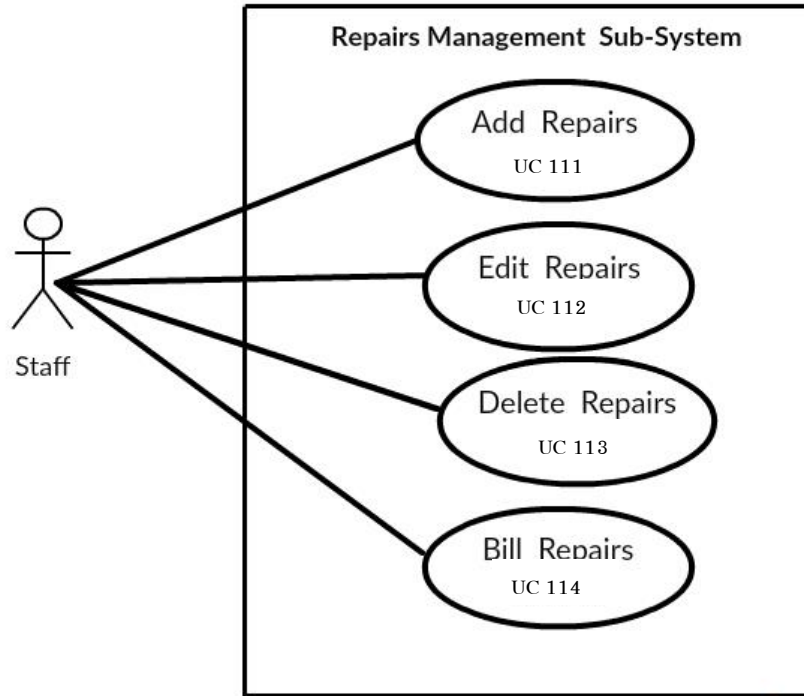 Repairs Management Sub-System
Add Repairs
UC 111
Edit Repairs
UC 112
Staff
Delete Repairs
UC 113
Bill Repairs
UC 114